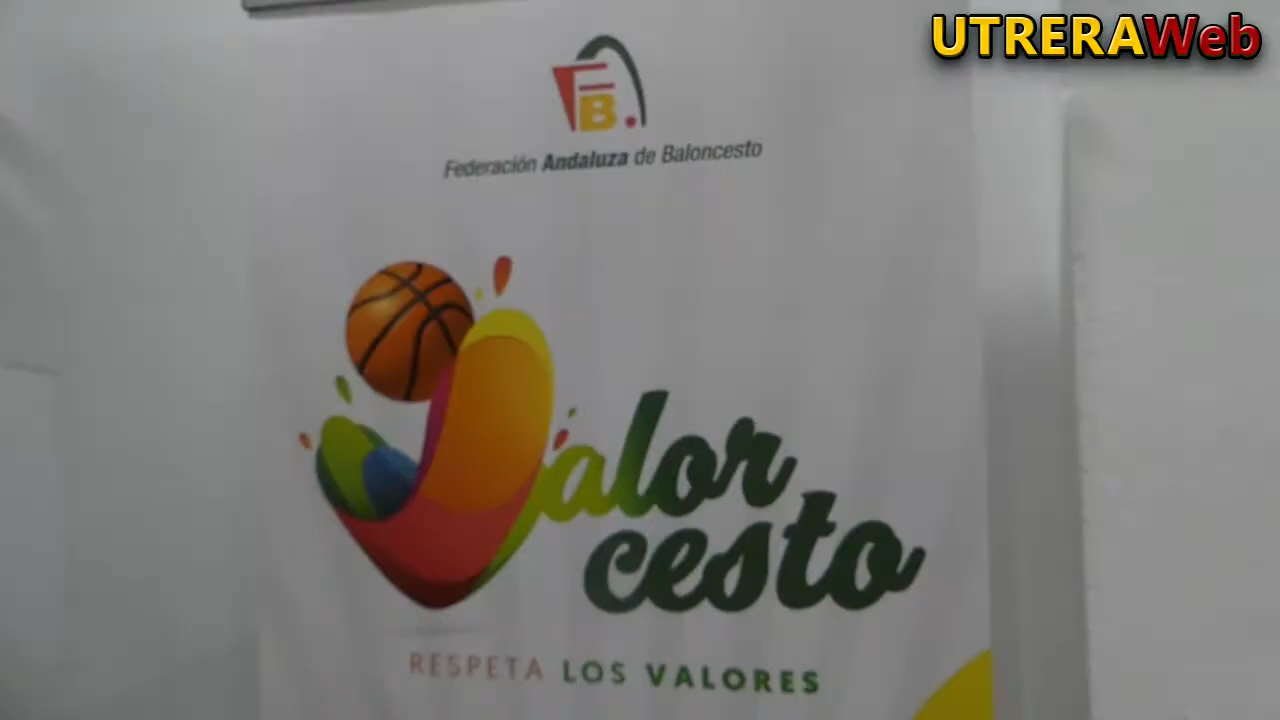 UTRERAWeb
FB.
Federación Andaluza de Baloncesto
Valor
cesto
RESPETA LOS VALORES